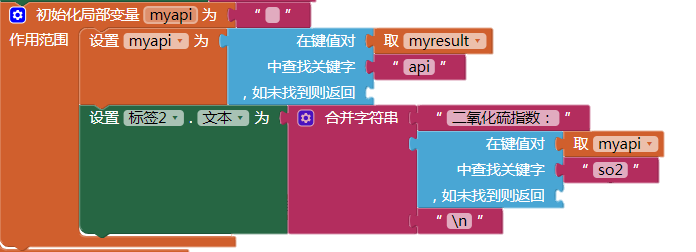 初始化局部变量 myapi 为 “ ”
作用范围 设置 myapi 为 在键值对 取 myresult
中查找关键字 “ api ”
，如未找到则返回
设置 标签2 . 文本 为 合并字符串 “ 二氧化硫指数： ”
在键值对 取 myapi
中查找关键字 “ so2 ”
，如未找到则返回
“ \n ”